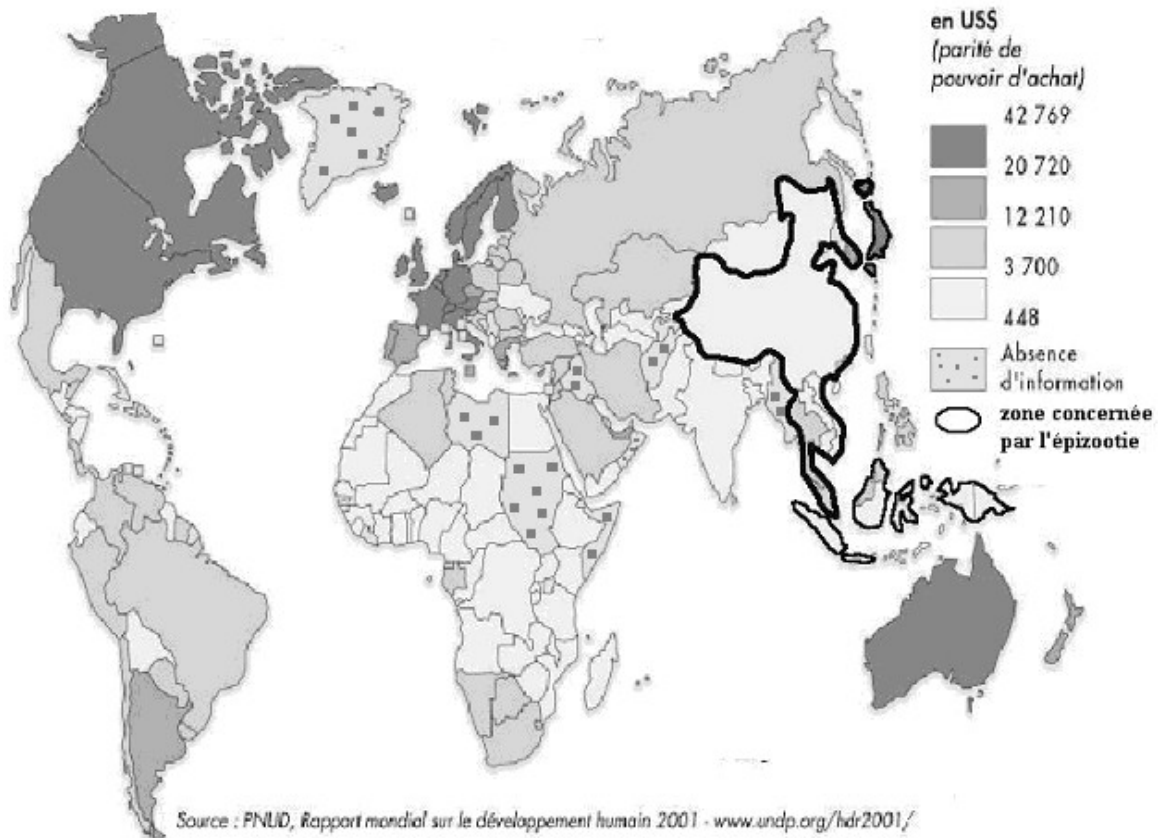 en US$
(parité de
pouvoir d'achat)
42 769
20 720
12 210
3 700
448
Absence
d'information
zone concernée
par l'épizootie
Source : PNUD, Rapport mondial sur le développement humain 2001 - www.undp.org/hdr2001/